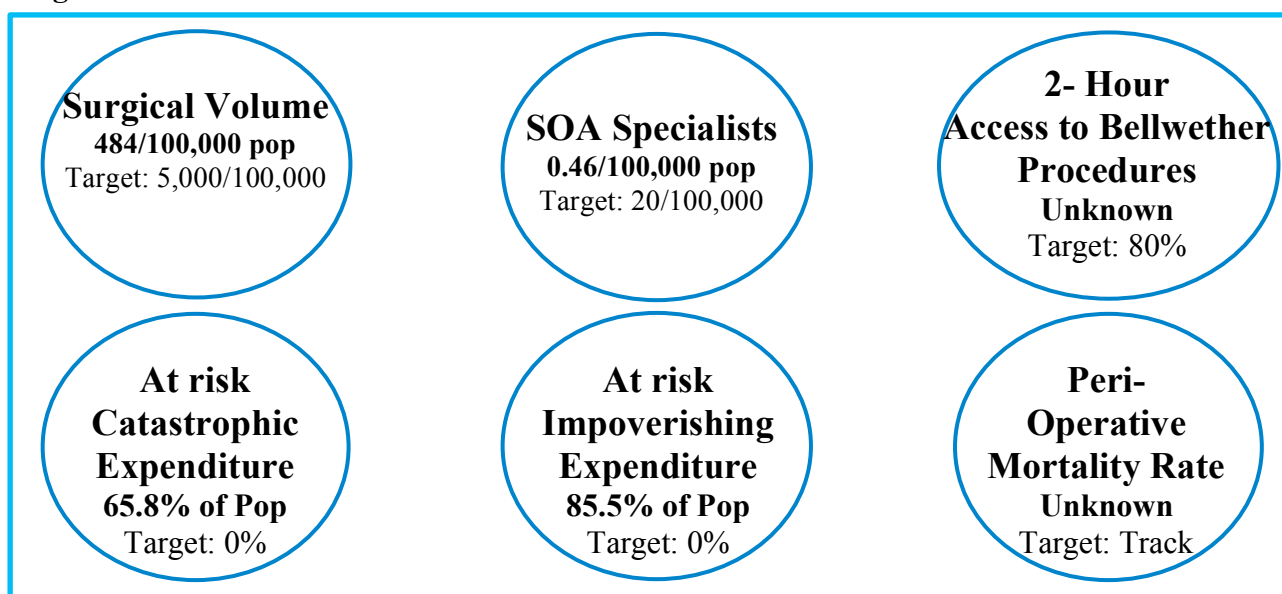 Surgical Volume
484/100,000 pop
Target: 5,000/100,000
SOA Specialists
0.46/100,000 pop
Target: 20/100,000
2- Hour
Access to Bellwether
Procedures
Unknown
Target: 80%
At risk
Catastrophic
Expenditure
65.8% of Pop
Target: 0%
At risk
Impoverishing
Expenditure
85.5% of Pop
Target: 0%
Peri-
Operative
Mortality Rate
Unknown
Target: Track